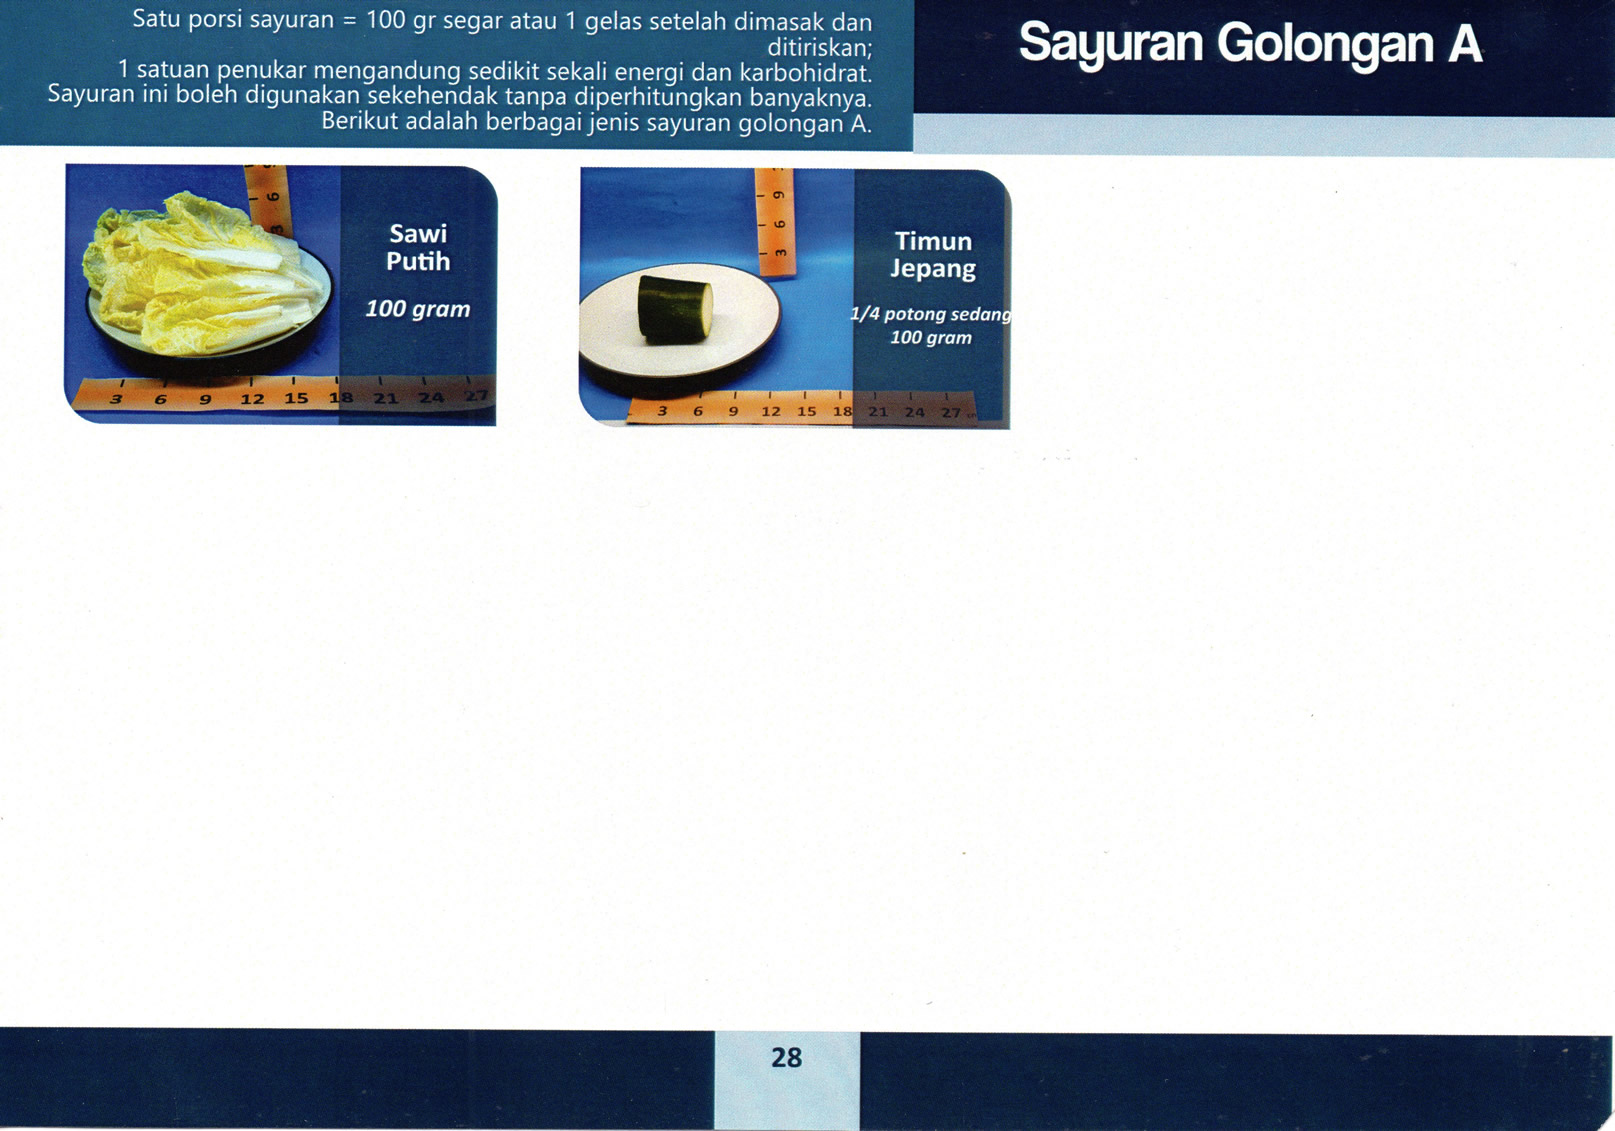 Satu porsi sayuran = 100 gr segar atau 1 gelas setelah dimasak dan
ditiriskan;
1 satuan penukar mengandung sedikit sekali energi dan karbohidrat.
Sayuran ini boleh digunakan sekehendak tanpa diperhitungkan banyaknya.
Berikut adalah berbagai jenis sayuran golongan A.
Sayuran Golongan A
Sawi
Putih
100 gram
6
3
3 6 9 12 15 18 21 24 27
Timun
Jepang
1/4 potong sedang
100 gram
9
6
3
3 6 9 12 15 18 21 24 27
28